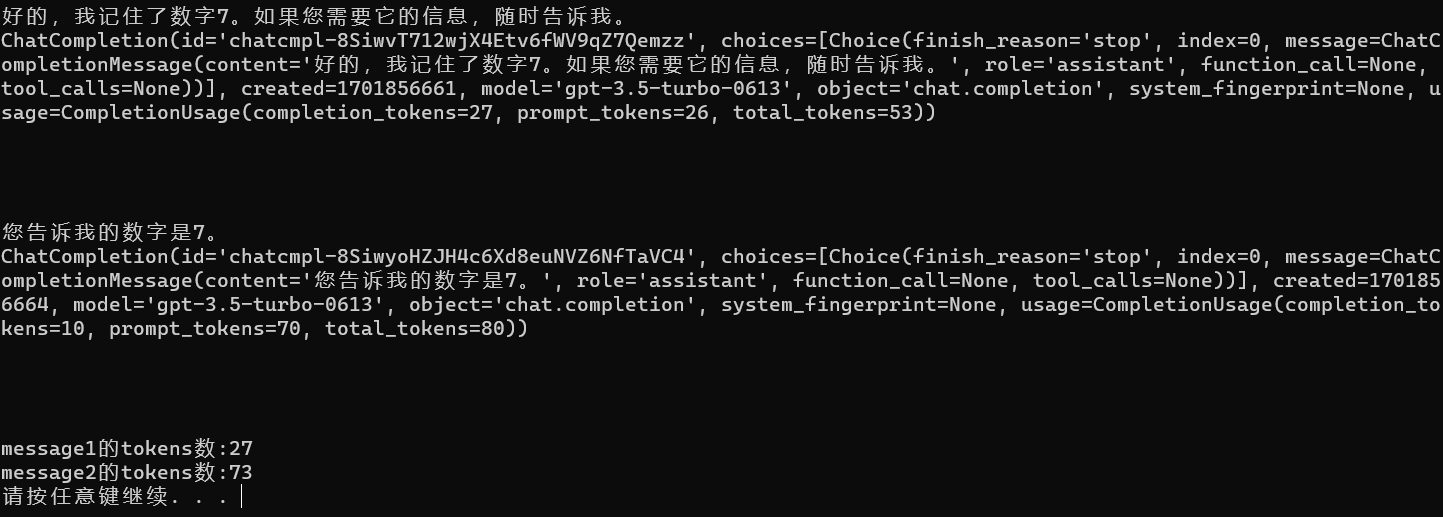 好的，我记住了数字7。如果您需要它的信息，随时告诉我。
ChatCompletion(id='chatcmpl-8SiwvT712wjX4Etv6fWV9qZ7Qemzz', choices=[Choice(finish_reason='stop', index=0, message=ChatC
ompletionMessage(content='好的，我记住了数字7。如果您需要它的信息，随时告诉我。', role='assistant', function_call=None,
tool_calls=None))], created=1701856661, model='gpt-3.5-turbo-0613', object='chat.completion', system_fingerprint=None, u
sage=CompletionUsage(completion_tokens=27, prompt_tokens=26, total_tokens=53))
您告诉我的数字是7。
ChatCompletion(id='chatcmpl-8SiwyoHZJH4c6Xd8euNVZ6NfTaVC4', choices=[Choice(finish_reason='stop', index=0, message=ChatC
ompletionMessage(content='您告诉我的数字是7。', role='assistant', function_call=None, tool_calls=None))], created=170185
6664, model='gpt-3.5-turbo-0613', object='chat.completion', system_fingerprint=None, usage=CompletionUsage(completion_to
kens=10, prompt_tokens=70, total_tokens=80))
message1的tokens数:27
message2的tokens数:73
请按任意键继续. . .